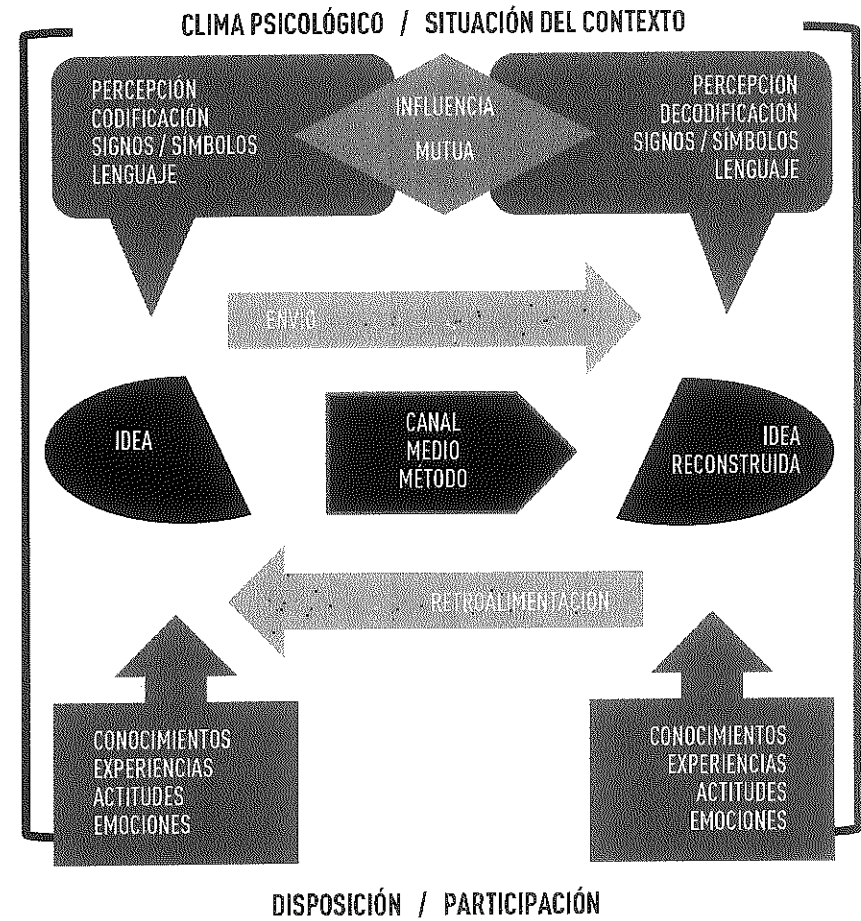 CLIMA PSICOLÓGICO / SITUACIÓN DEL CONTEXTO
PERCEPCIÓN
CODIFICACIÓN
SIGNOS / SÍMBOLOS
LENGUAJE
INFLUENCIA
MUTUA
PERCEPCIÓN
DECODIFICACIÓN
SIGNOS / SÍMBOLOS
LENGUAJE
ENVÍO
IDEA
CANAL
MEDIO
MÉTODO
IDEA
RECONSTRUIDA
RETROALIMENTACIÓN
CONOCIMIENTOS
EXPERIENCIAS
ACTITUDES
EMOCIONES
CONOCIMIENTOS
EXPERIENCIAS
ACTITUDES
EMOCIONES
DISPOSICIÓN / PARTICIPACIÓN